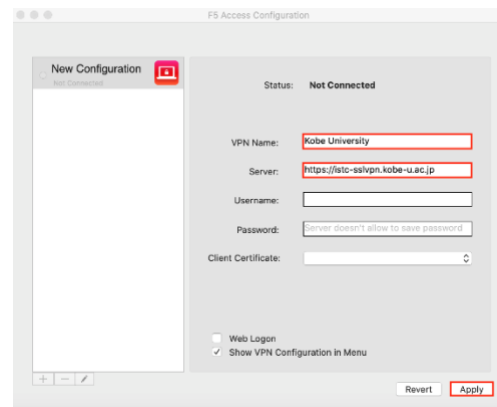 F5 Access Configuration
New Configuration
Not Connected
Status: Not Connected
VPN Name: Kobe University
Server: https://istc-sslvpn.kobe-u.ac.jp
Username:
Password: Server doesn't allow to save password
Client Certificate:
Web Logon
Show VPN Configuration in Menu
Revert Apply